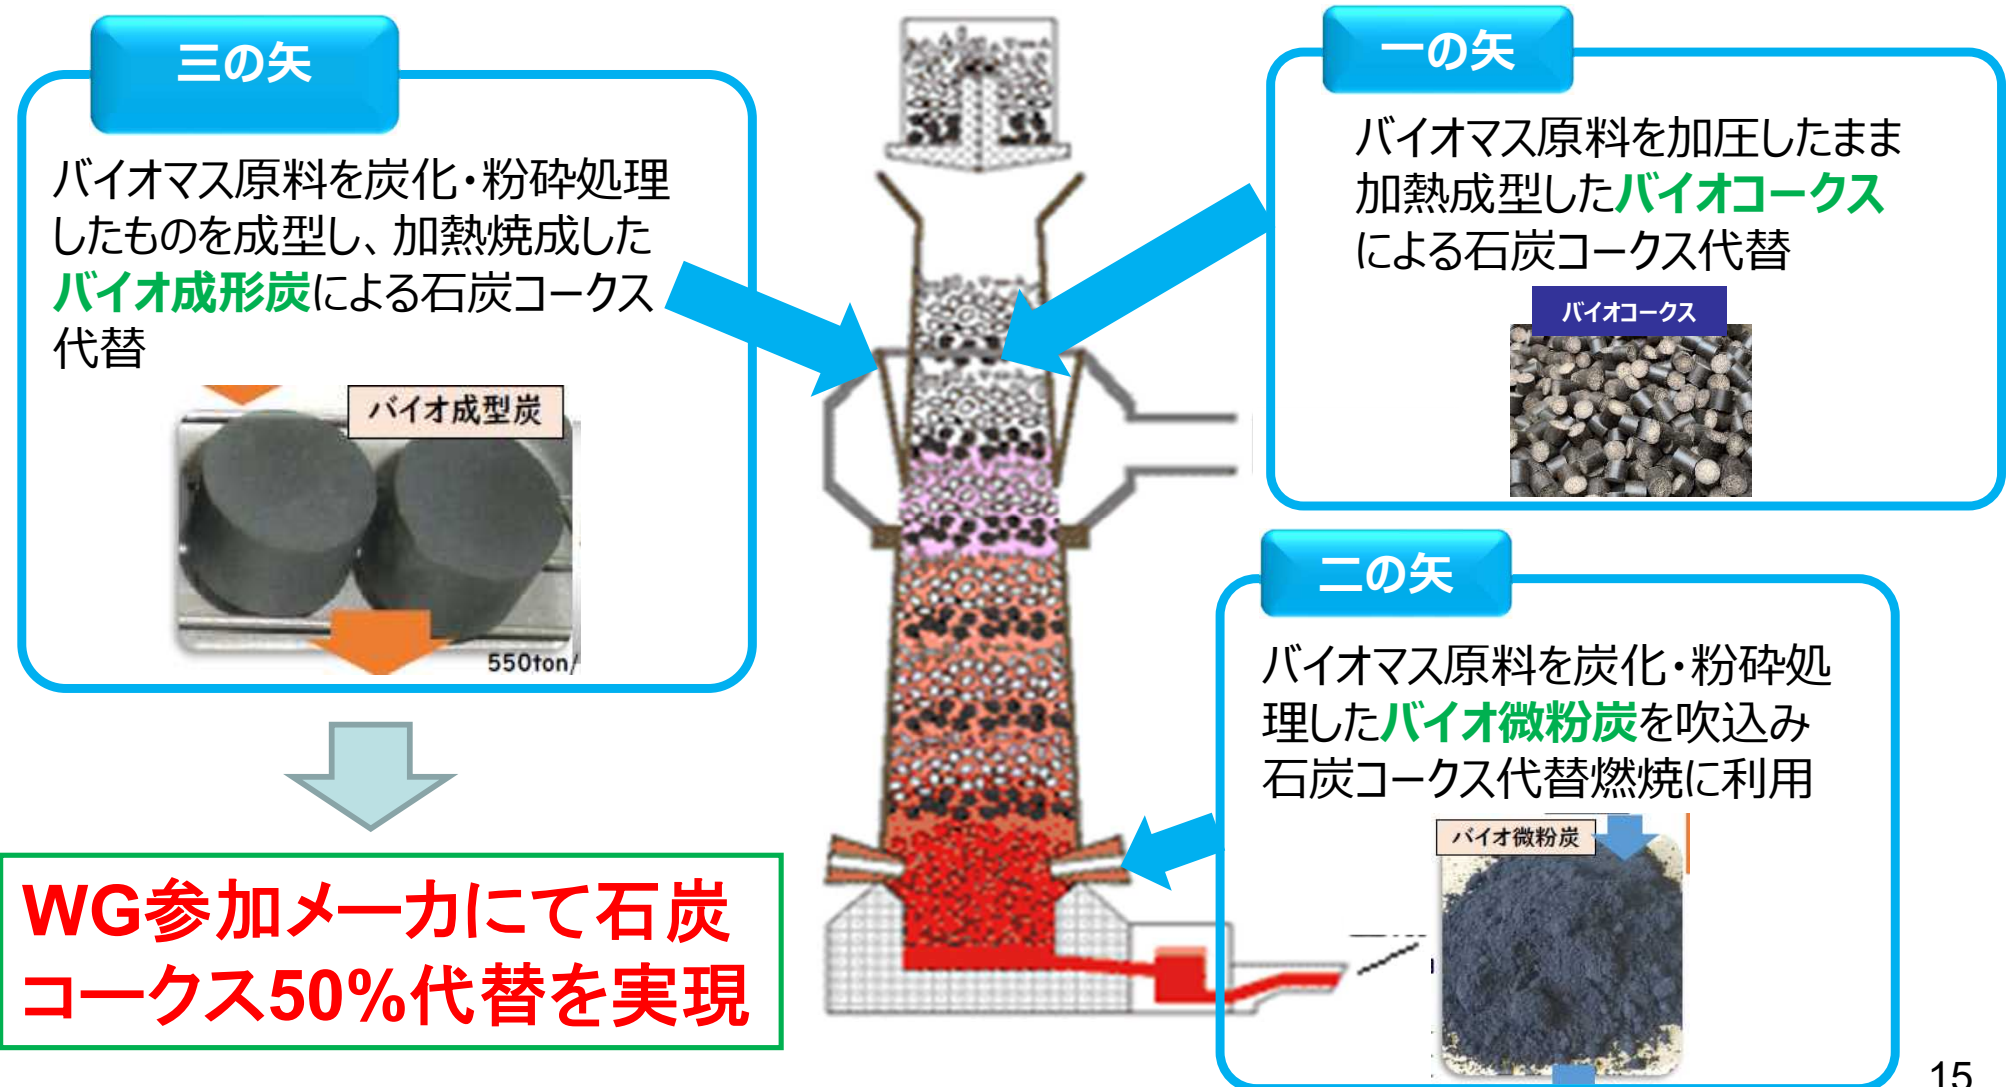 三の矢
バイオマス原料を炭化・粉砕処理
したものを成型し、加熱焼成した
バイオ成形炭による石炭コークス
代替
バイオ成型炭
550ton/
WG参加メーカにて石炭
コークス50%代替を実現
一の矢
バイオマス原料を加圧したまま
加熱成型したバイオコークス
による石炭コークス代替
バイオコークス
二の矢
バイオマス原料を炭化・粉砕処
理したバイオ微粉炭を吹込み
石炭コークス代替燃焼に利用
バイオ微粉炭
15